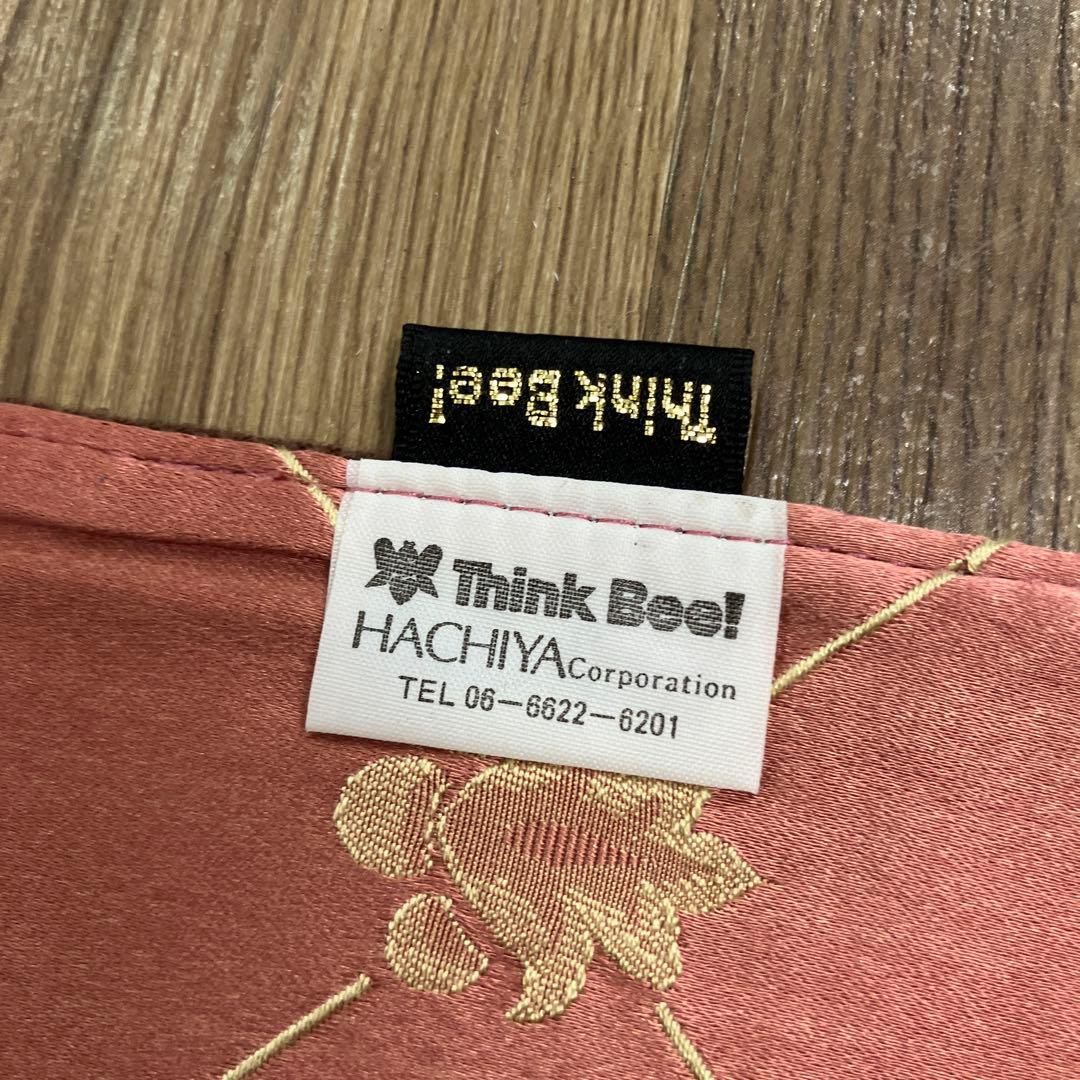 Think Bee!
Think Bee!
HACHIYA Corporation
TEL 06-6622-6201